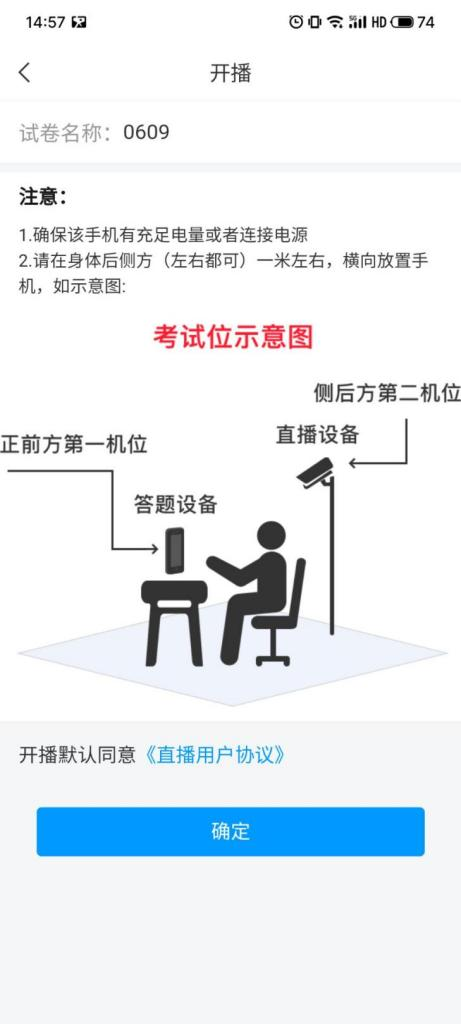 14:57
5G HD 74
开播
试卷名称：0609
注意：
1.确保该手机有充足电量或者连接电源
2.请在身体后侧方（左右都可）一米左右，横向放置手
机，如示意图:
考试位示意图
侧后方第二机位
直播设备
正前方第一机位
答题设备
开播默认同意《直播用户协议》
确定